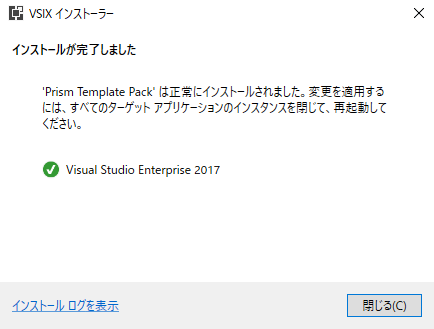 VSIX インストーラー
インストールが完了しました
'Prism Template Pack' は正常にインストールされました。変更を適用する
には、すべてのターゲット アプリケーションのインスタンスを閉じて、再起動して
ください。
Visual Studio Enterprise 2017
インストール ログを表示
閉じる(C)